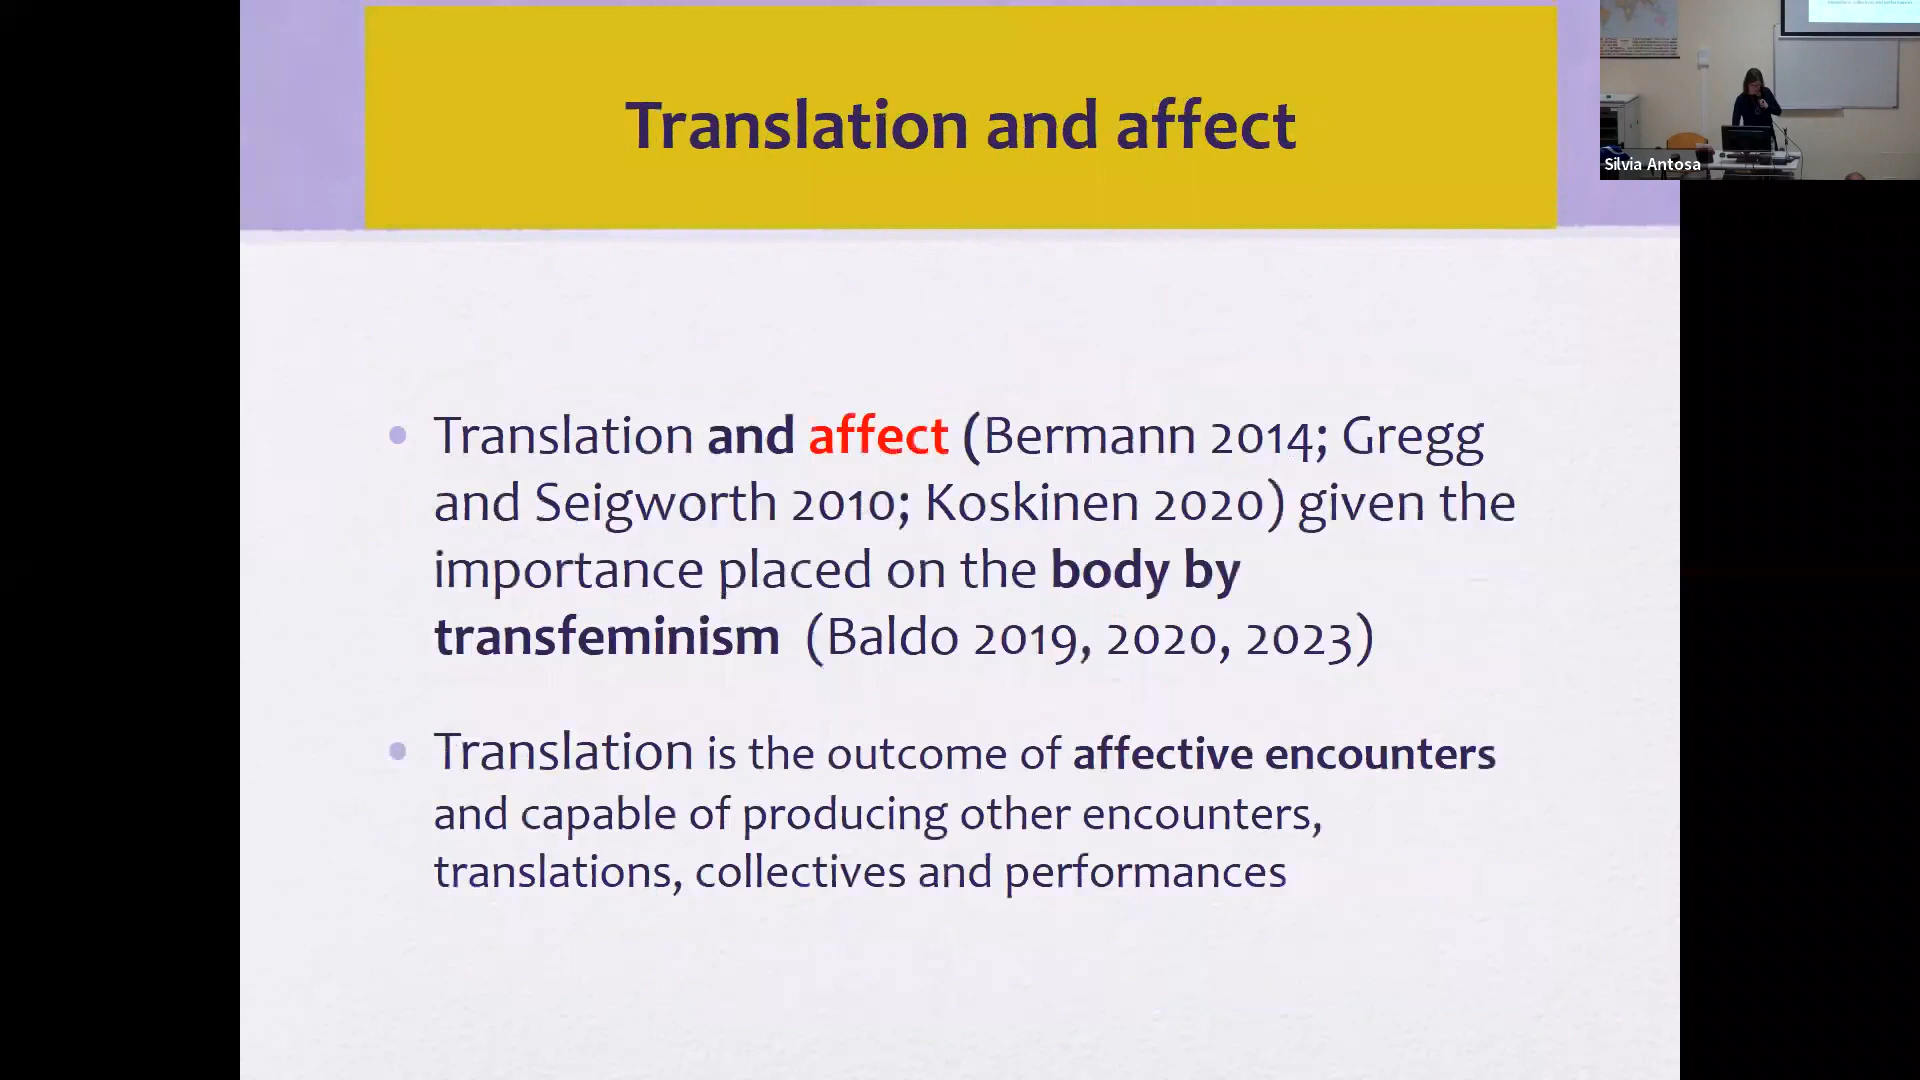 Translation and affect
Silvia Antosa
• Translation and affect (Bermann 2014; Gregg
and Seigworth 2010; Koskinen 2020) given the
importance placed on the body by
transfeminism (Baldo 2019, 2020, 2023)
• Translation is the outcome of affective encounters
and capable of producing other encounters,
translations, collectives and performances